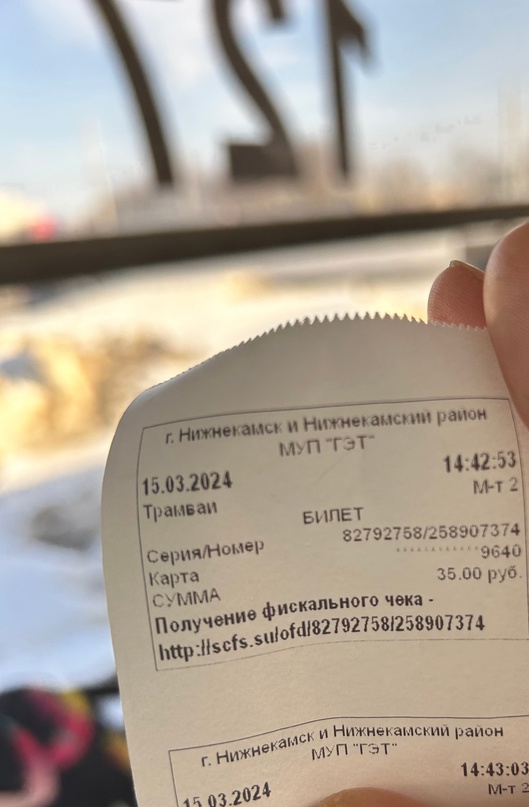 г. Нижнекамск и Нижнекамский район
МУП "ГЭТ"
15.03.2024 14:42:53
Трамваи М-т 2
БИЛЕТ
Серия/Номер 82792758/258907374
Карта ************9640
СУММА 35.00 руб.
Получение фискального чека -
http://scfs.su/ofd/82792758/258907374
г. Нижнекамск и Нижнекамский район
МУП "ГЭТ"
15.03.2024 14:43:03
М-т 2